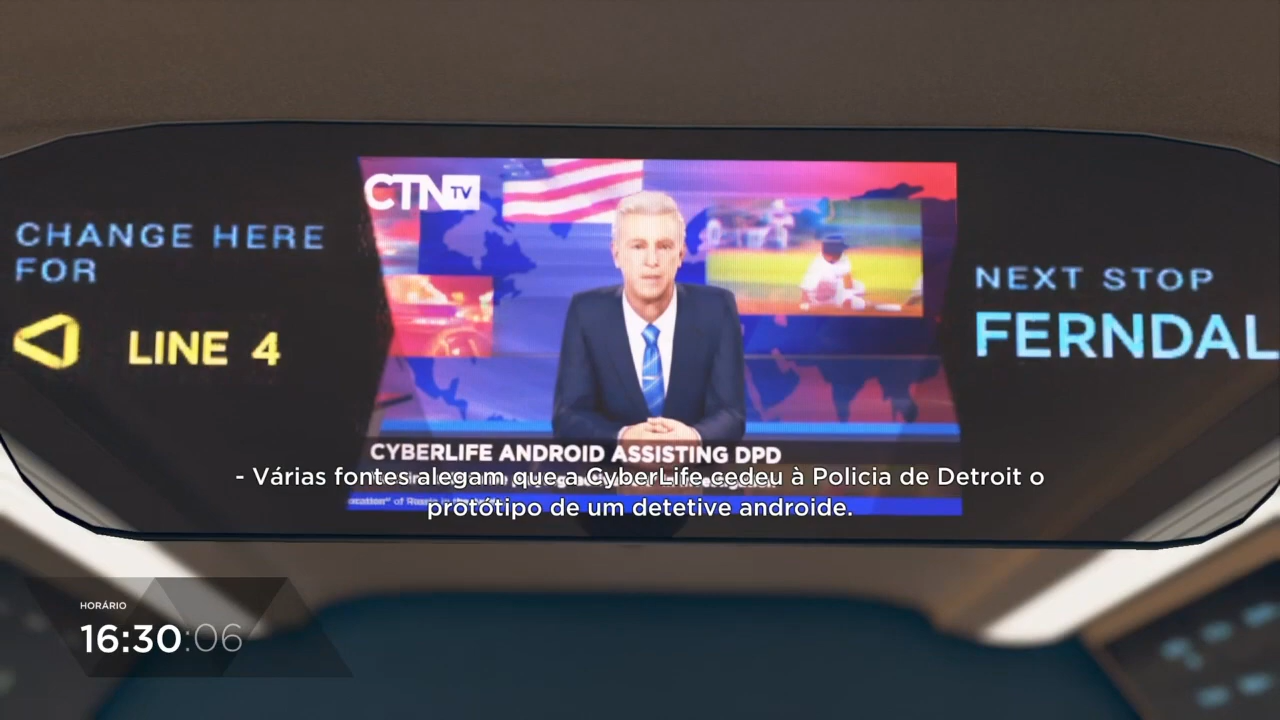 CTN TV
CHANGE HERE
FOR
LINE 4
NEXT STOP
FERNDAL
CYBERLIFE ANDROID ASSISTING DPD
- Várias fontes alegam que a CyberLife cedeu à Policia de Detroit o
protótipo de um detetive androide.
HORÁRIO
16:30:06